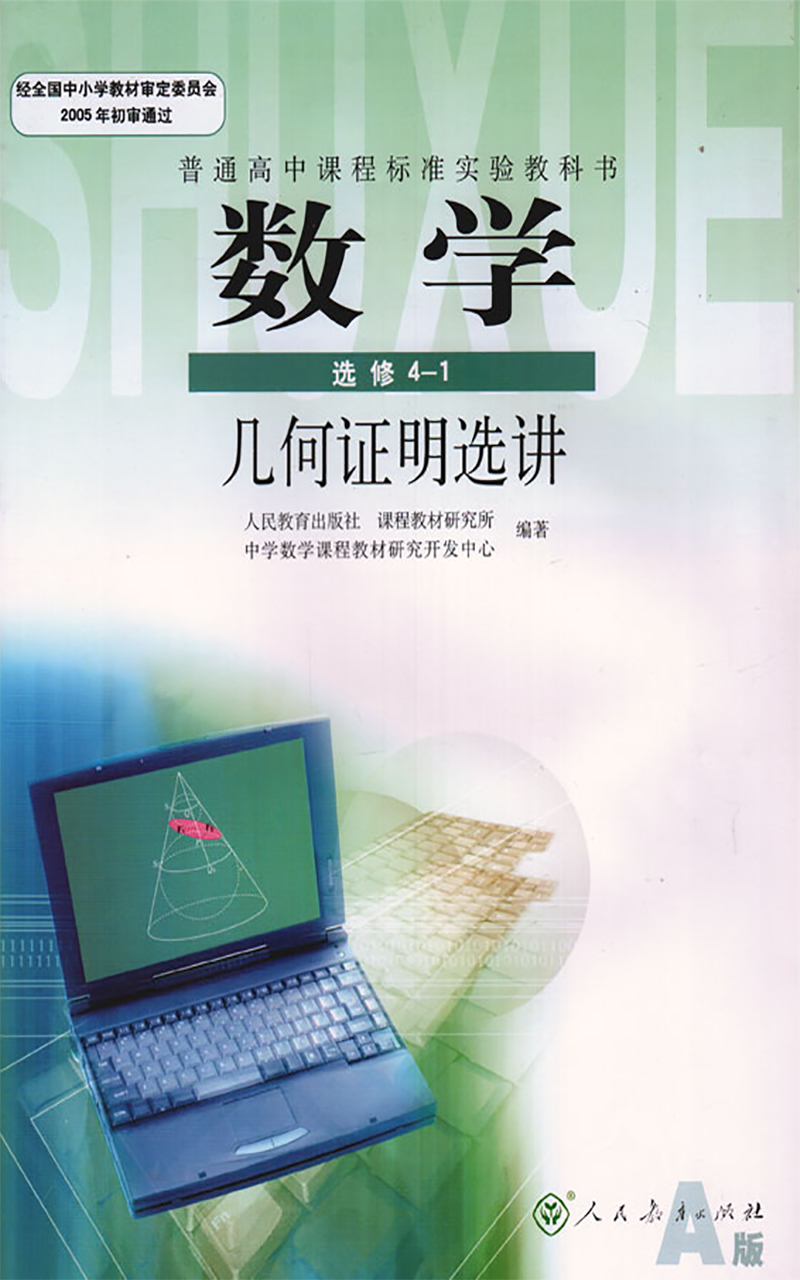 SHUXUE
经全国中小学教材审定委员会
2005年初审通过
普通高中课程标准实验教科书
数学
选修 4-1
几何证明选讲
人民教育出版社 课程教材研究所
中学数学课程教材研究开发中心
编著
人民教育出版社
A版